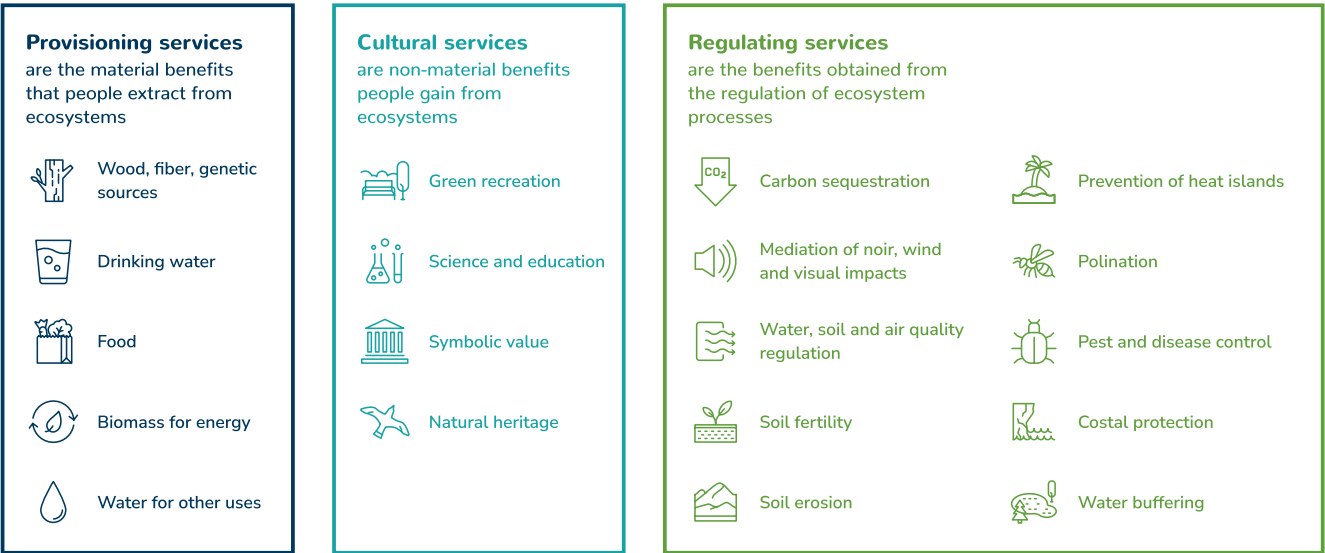 Provisioning services
are the material benefits
that people extract from
ecosystems
Wood, fiber, genetic
sources
Drinking water
Food
Biomass for energy
Water for other uses
Cultural services
are non-material benefits
people gain from
ecosystems
Green recreation
Science and education
Symbolic value
Natural heritage
Regulating services
are the benefits obtained from
the regulation of ecosystem
processes
CO₂
Carbon sequestration
Mediation of noir, wind
and visual impacts
Water, soil and air quality
regulation
Soil fertility
Soil erosion
Prevention of heat islands
Polination
Pest and disease control
Costal protection
Water buffering